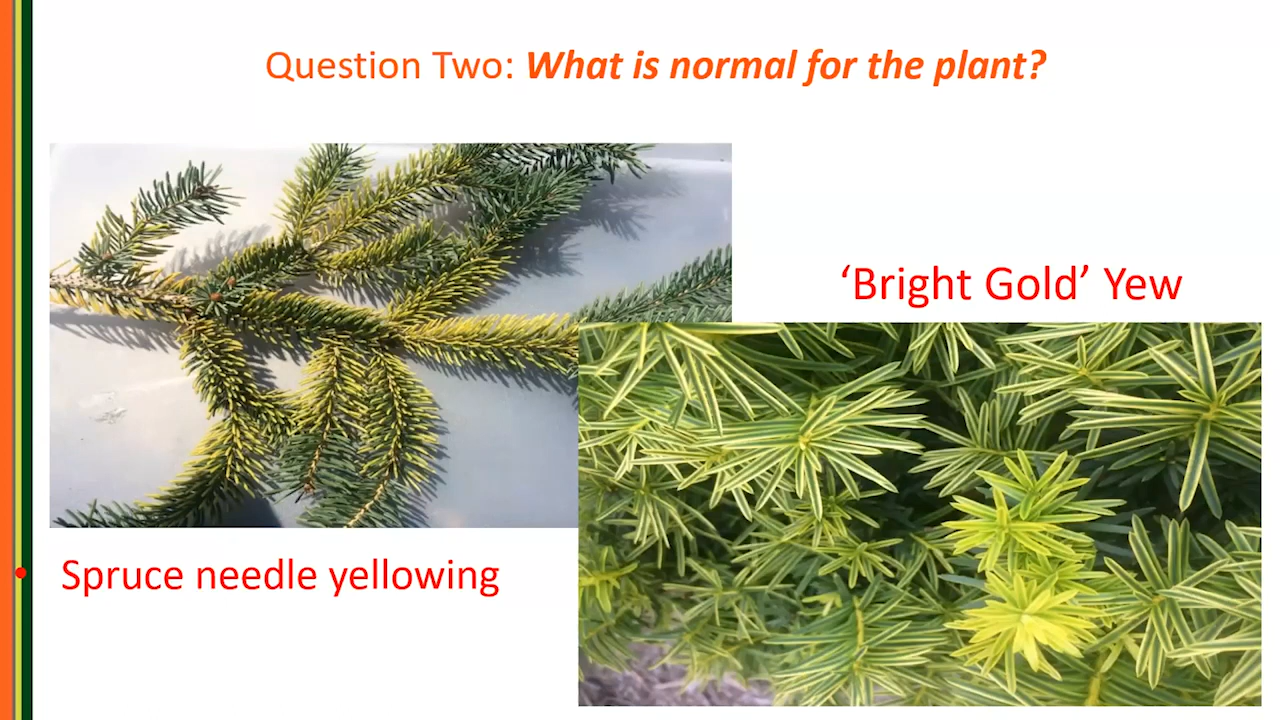 Question Two: What is normal for the plant?
‘Bright Gold’ Yew
• Spruce needle yellowing